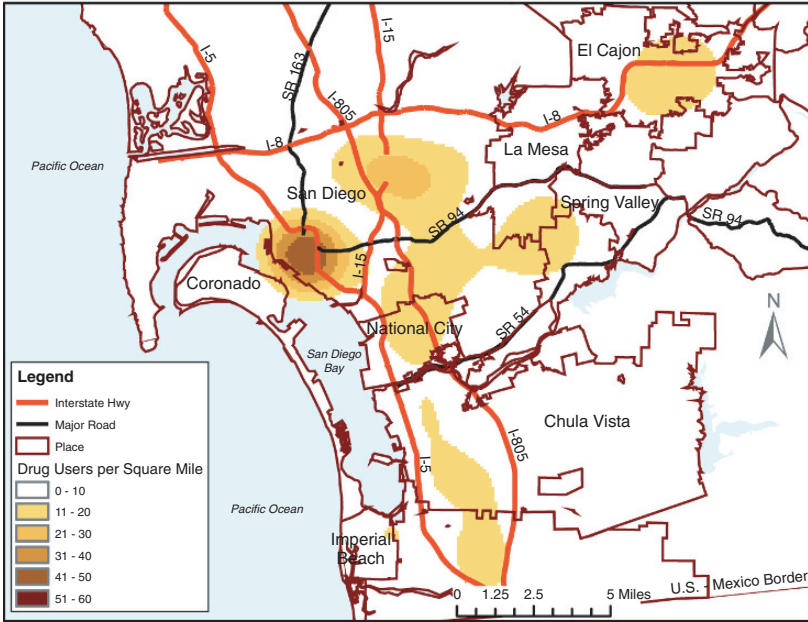 I-5
SR 163
I-15
I-805
El Cajon
I-8
I-8
La Mesa
Pacific Ocean
San Diego
Spring Valley
SR 94
SR 94
I-15
Coronado
National City
SR 54
San Diego
Bay
N
Legend
Interstate Hwy
Major Road
Place
Drug Users per Square Mile
0 - 10
11 - 20
21 - 30
31 - 40
41 - 50
51 - 60
Chula Vista
I-805
I-5
Pacific Ocean
Imperial
Beach
U.S. - Mexico Border
0 1.25 2.5 5 Miles